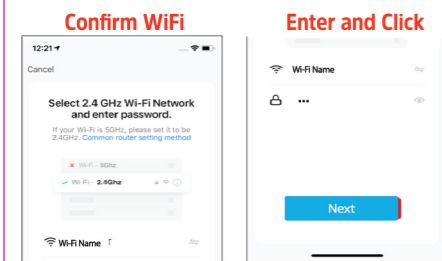 Confirm WiFi
12:21
Cancel
Select 2.4 GHz Wi-Fi Network
and enter password.
If your Wi-Fi is 5GHz, please set it to be
2.4GHz. Common router setting method
Wi-Fi - 5Ghz
Wi-Fi - 2.4Ghz
Wi-Fi Name
Enter and Click
Wi-Fi Name
Next